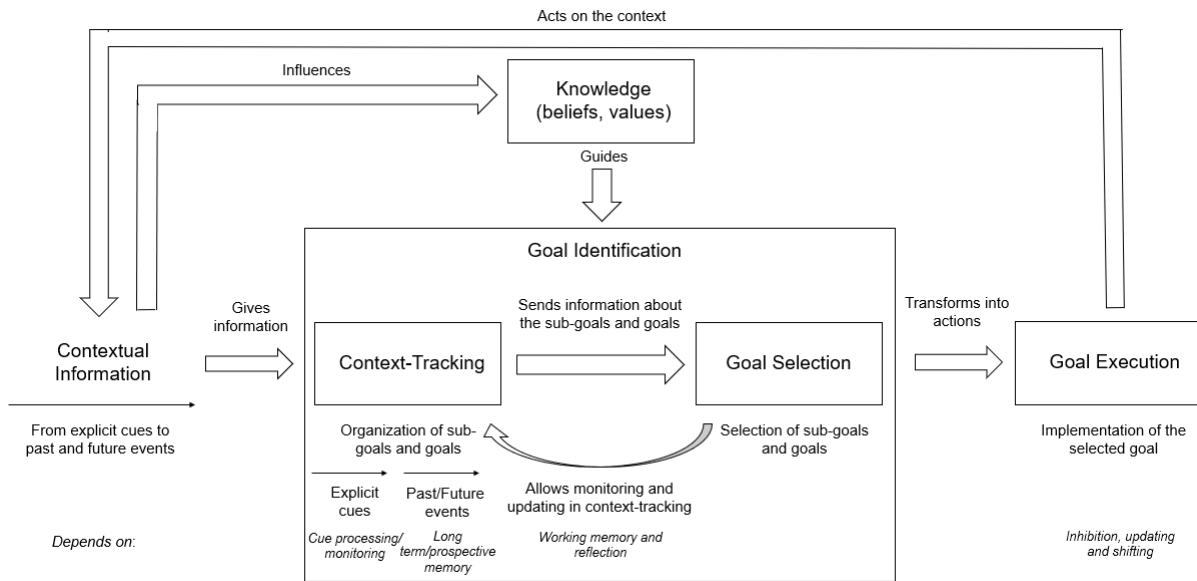 Acts on the context
Influences
Knowledge
(beliefs, values)
Guides
Goal Identification
Gives
information
Sends information about
the sub-goals and goals
Transforms into
actions
Contextual
Information
Context-Tracking
Goal Selection
Goal Execution
From explicit cues to
past and future events
Organization of sub-
goals and goals
Selection of sub-goals
and goals
Implementation of the
selected goal
Explicit
cues
Past/Future
events
Allows monitoring and
updating in context-tracking
Depends on:
Cue processing/
monitoring
Long
term/prospective
memory
Working memory and
reflection
Inhibition, updating
and shifting